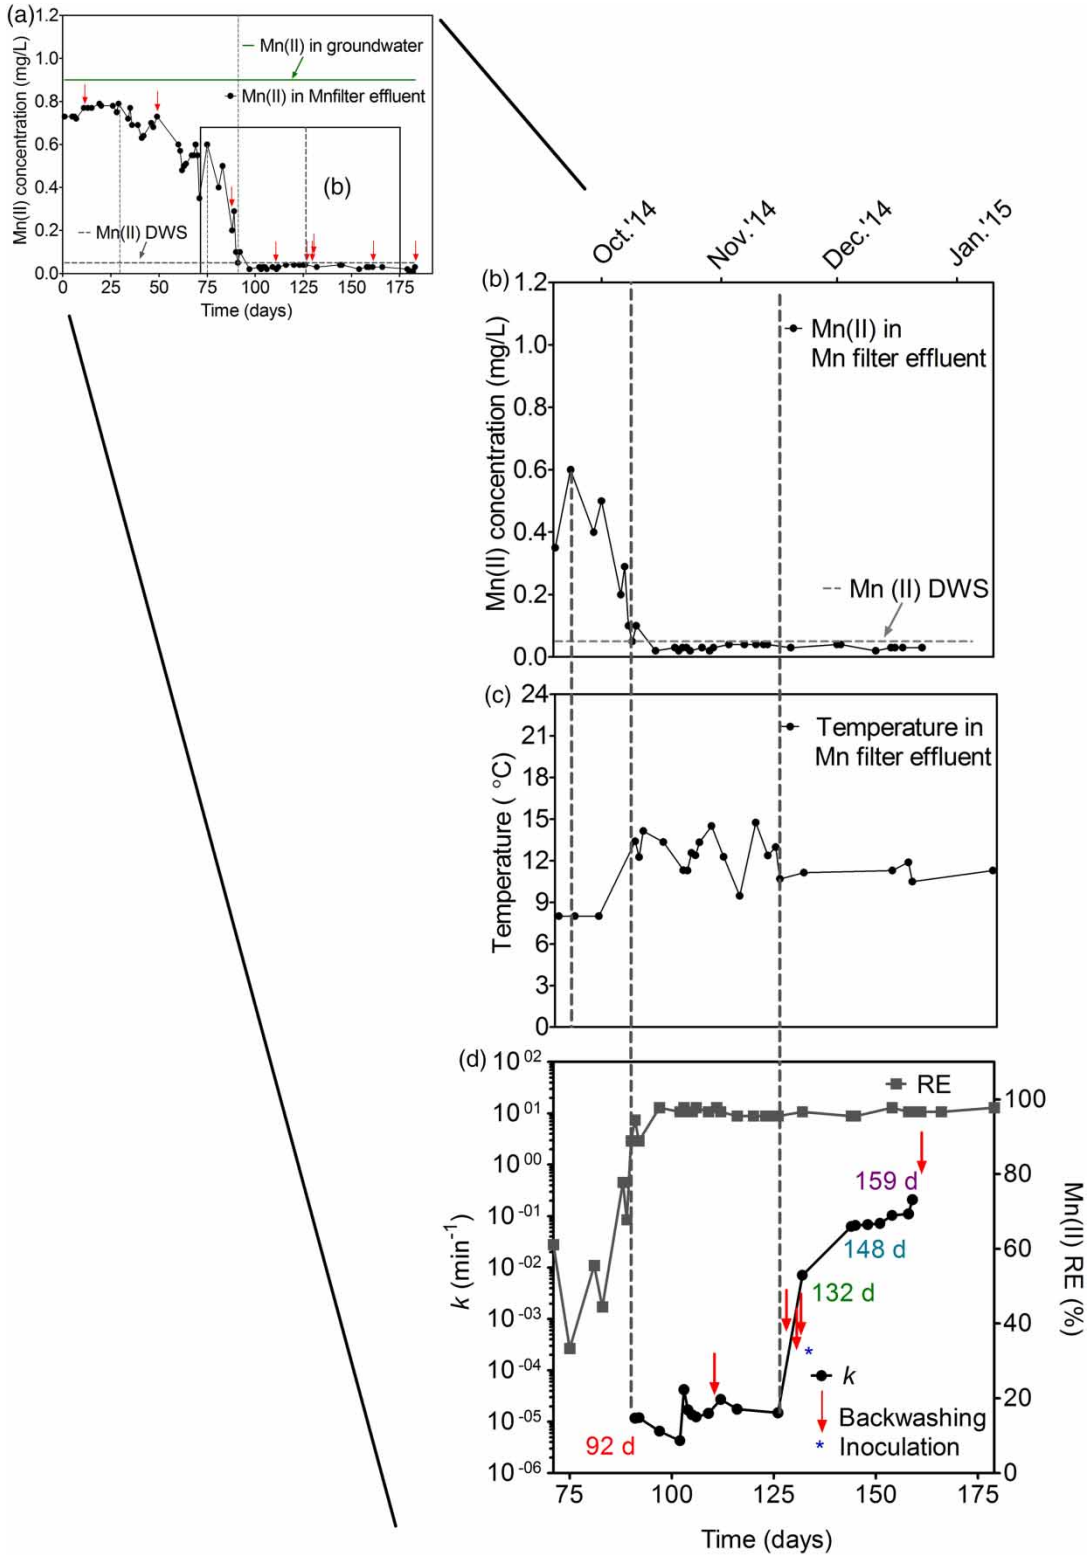 (a)
Mn(II) concentration (mg/L)
1.2
1.0
0.8
0.6
0.4
0.2
0.0
Mn(II) in groundwater
Mn(II) in Mnfilter effluent
(b)
Mn(II) DWS
0 25 50 75 100 125 150 175
Time (days)
Oct.'14 Nov.'14 Dec.'14 Jan.'15
(b)
Mn(II) concentration (mg/L)
1.2
1.0
0.8
0.6
0.4
0.2
0.0
Mn(II) in
Mn filter effluent
Mn (II) DWS
(c)
Temperature ( °C)
24
21
18
15
12
9
6
3
0
Temperature in
Mn filter effluent
(d)
k (min-1)
10 02
10 01
10 00
10 -01
10 -02
10 -03
10 -04
10 -05
10 -06
RE
159 d
148 d
132 d
*
k
Backwashing
* Inoculation
92 d
100
80
60
40
20
0
Mn(II) RE (%)
75 100 125 150 175
Time (days)